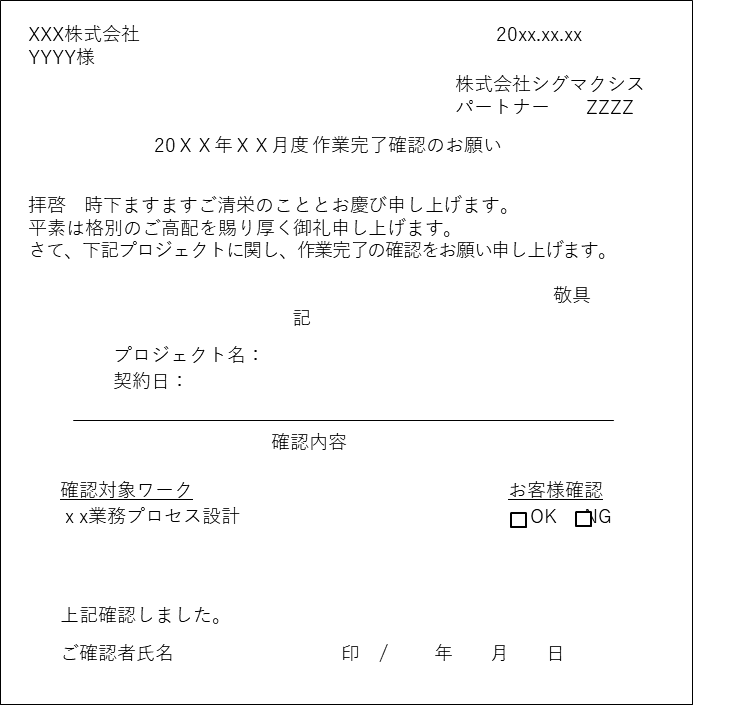 XXX株式会社
20xx.xx.xx
YYYY様
株式会社シグマクシス
パートナー　　ZZZZ
20ＸＸ年ＸＸ月度 作業完了確認のお願い
拝啓　時下ますますご清栄のこととお慶び申し上げます。
平素は格別のご高配を賜り厚く御礼申し上げます。
さて、下記プロジェクトに関し、作業完了の確認をお願い申し上げます。
敬具
記
プロジェクト名：
契約日：
確認内容
確認対象ワーク　お客様確認
ｘx業務プロセス設計　□OK　□NG
上記確認しました。
ご確認者氏名　印　/　年　月　日